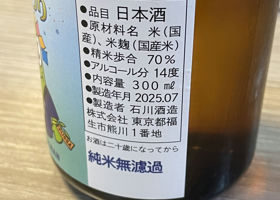 ●品目 日本酒
●原材料名 米(国
産)、米麹(国産米)
●精米歩合 70%
●アルコール分 14度
●内容量 300㎖
●製造年月 2025.07
●製造者 石川酒造
株式会社 東京都福
生市熊川1番地
お酒は二十歳になってから
純米無濾過